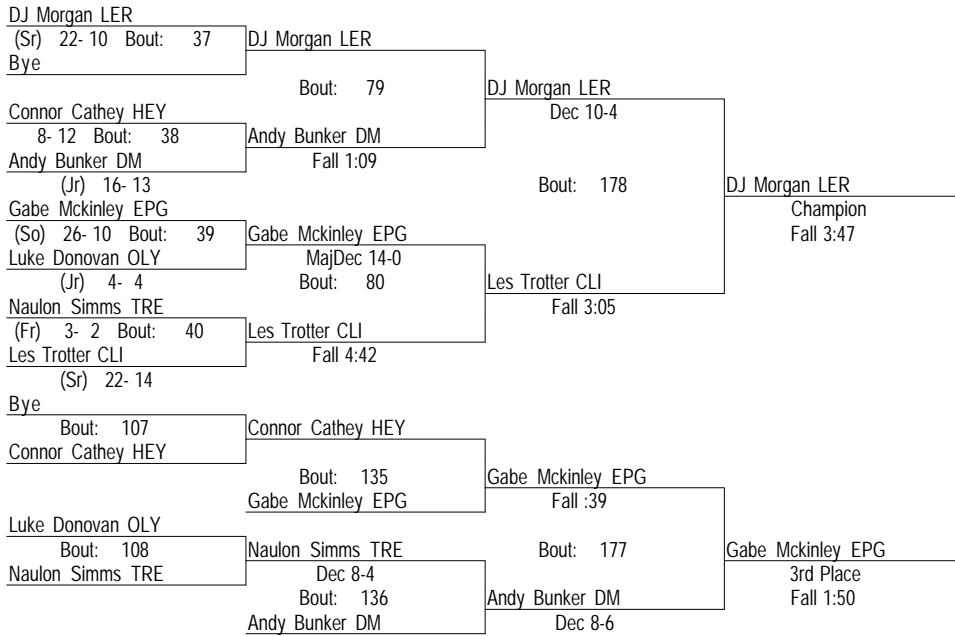 DJ Morgan LER
(Sr) 22- 10 Bout: 37
Bye
DJ Morgan LER
Bout: 79
Connor Cathey HEY
8- 12 Bout: 38
Andy Bunker DM
(Jr) 16- 13
Andy Bunker DM
Fall 1:09
DJ Morgan LER
Dec 10-4
Gabe Mckinley EPG
(So) 26- 10 Bout: 39
Luke Donovan OLY
(Jr) 4- 4
Gabe Mckinley EPG
MajDec 14-0
Bout: 80
Naulon Simms TRE
(Fr) 3- 2 Bout: 40
Les Trotter CLI
(Sr) 22- 14
Les Trotter CLI
Fall 4:42
Les Trotter CLI
Fall 3:05
Bout: 178
DJ Morgan LER
Champion
Fall 3:47
Bye
Bout: 107
Connor Cathey HEY
Connor Cathey HEY
Bout: 135
Gabe Mckinley EPG
Gabe Mckinley EPG
Fall :39
Luke Donovan OLY
Bout: 108
Naulon Simms TRE
Naulon Simms TRE
Dec 8-4
Bout: 136
Andy Bunker DM
Andy Bunker DM
Dec 8-6
Bout: 177
Gabe Mckinley EPG
3rd Place
Fall 1:50